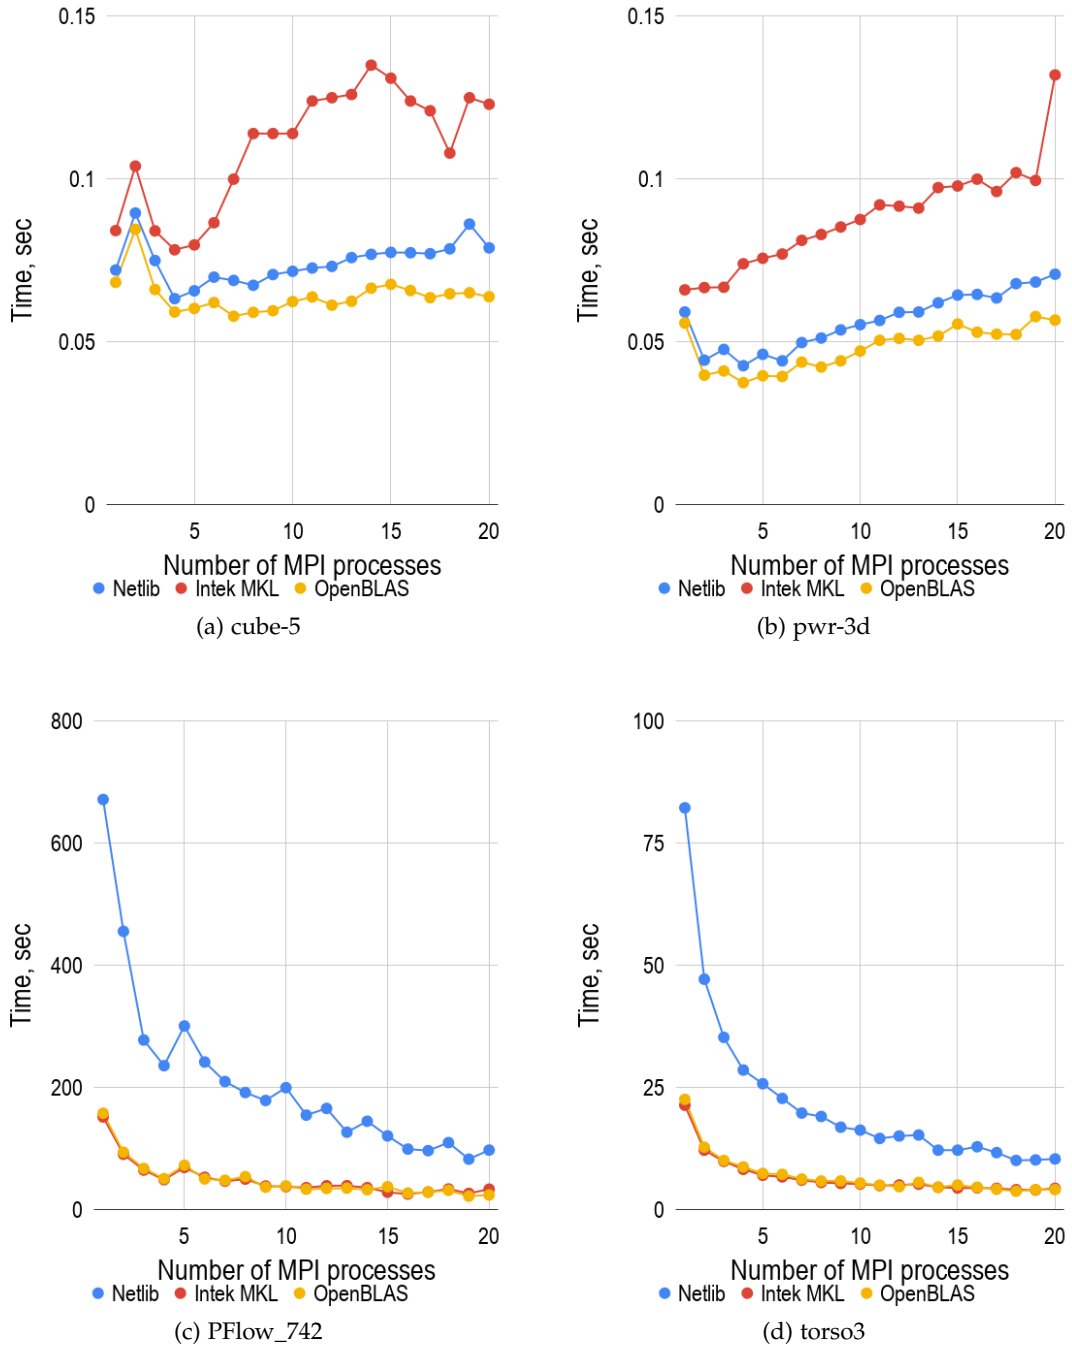 0.15
0.1
0.05
0
Time, sec
5 10 15 20
Number of MPI processes
Netlib Intek MKL OpenBLAS
(a) cube-5
0.15
0.1
0.05
0
Time, sec
5 10 15 20
Number of MPI processes
Netlib Intek MKL OpenBLAS
(b) pwr-3d
800
600
400
200
0
Time, sec
5 10 15 20
Number of MPI processes
Netlib Intek MKL OpenBLAS
(c) PFlow_742
100
75
50
25
0
Time, sec
5 10 15 20
Number of MPI processes
Netlib Intek MKL OpenBLAS
(d) torso3